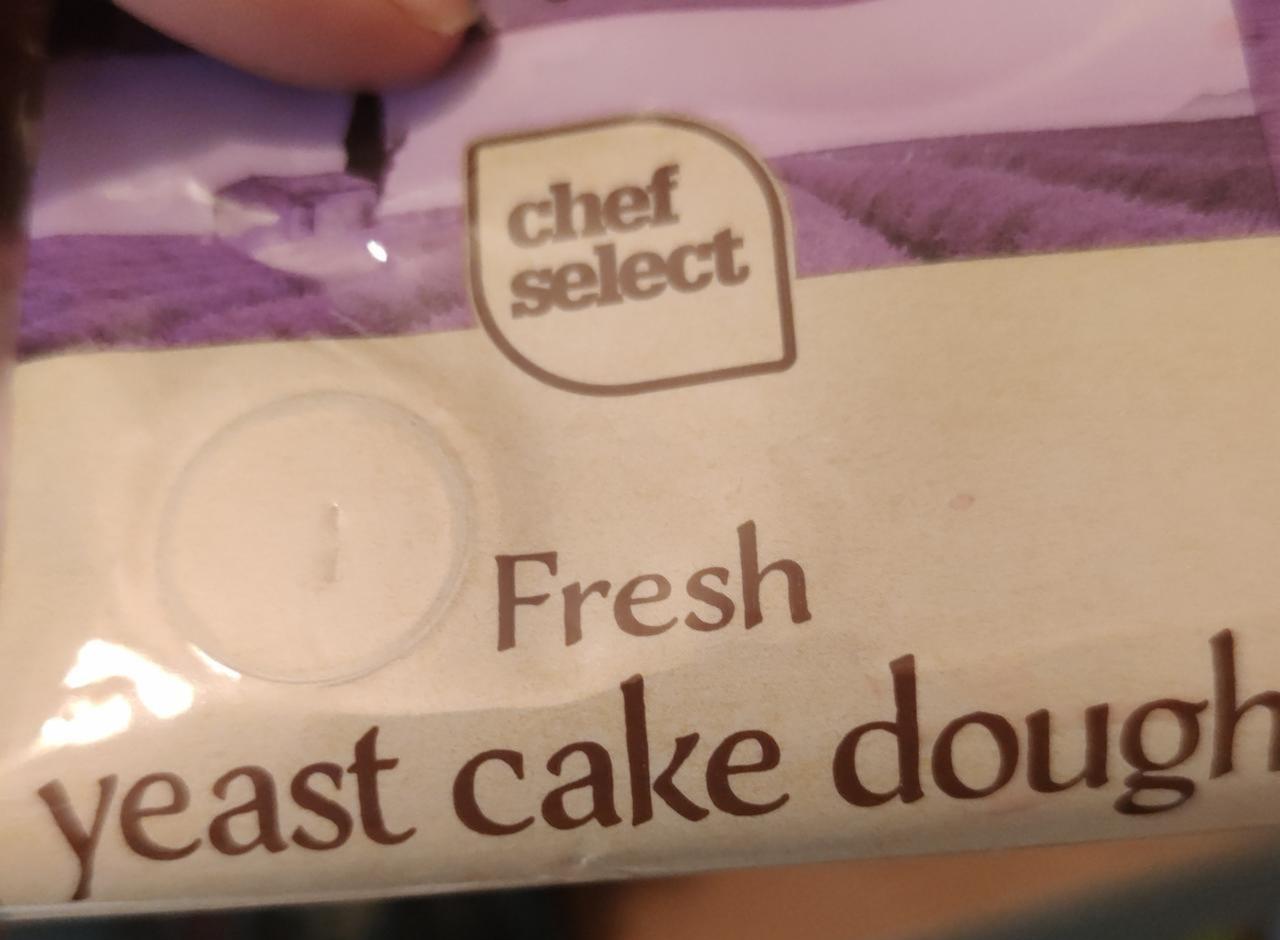 chef
select
Fresh
yeast cake dough